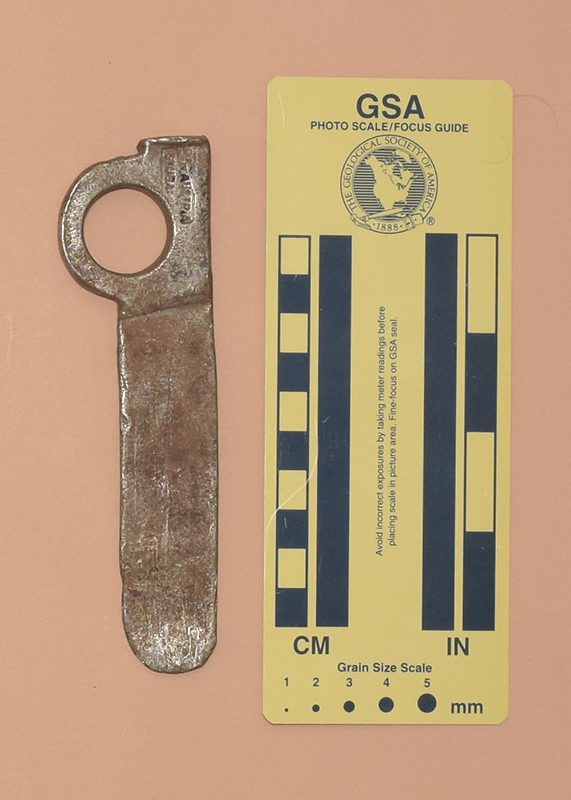 GSA
PHOTO SCALE/FOCUS GUIDE
THE GEOLOGICAL SOCIETY OF AMERICA
1888
®
Avoid incorrect exposures by taking meter readings before
placing scale in picture area. Fine-focus on GSA seal.
CM
IN
Grain Size Scale
1 2 3 4 5
mm